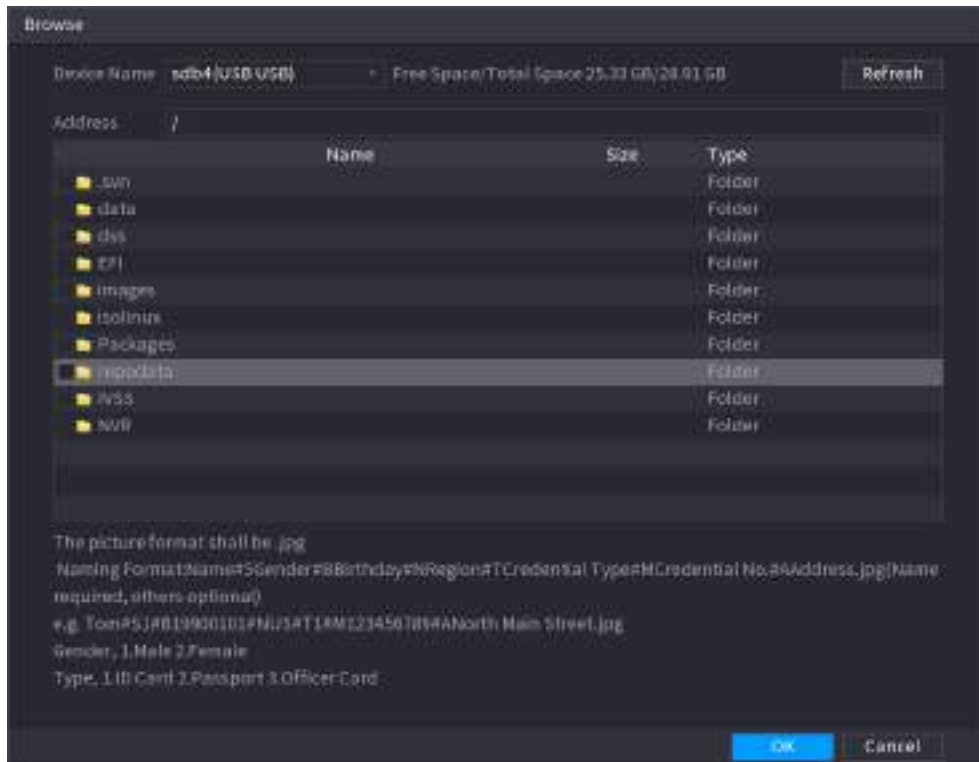 Browse
Device Name sdb4(USB USB) Free Space/Total Space 25.33 GB/28.91 GB Refresh
Address /
Name Size Type
.svn Folder
data Folder
dss Folder
EFI Folder
images Folder
isolinux Folder
Packages Folder
repodata Folder
IVSS Folder
NVR Folder
The picture format shall be .jpg
Naming Format:Name#SGender#BBirthday#NRegion#TCredential Type#MCredential No.#AAddress.jpg(Name
required, others optional)
e.g. Tom#S1#B19900101#NUS#T1#M123456789#ANorth Main Street.jpg
Gender, 1.Male 2.Female
Type, 1.ID Card 2.Passport 3.Officer Card
OK Cancel